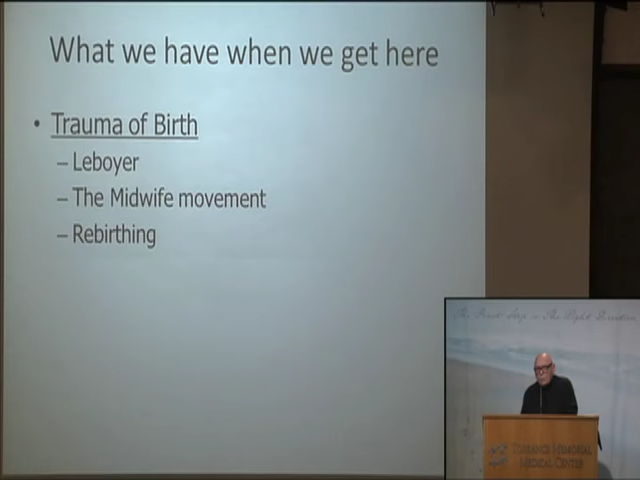 What we have when we get here
• Trauma of Birth
– Leboyer
– The Midwife movement
– Rebirthing
The First Step in The Right Direction
TORRANCE MEMORIAL
MEDICAL CENTER